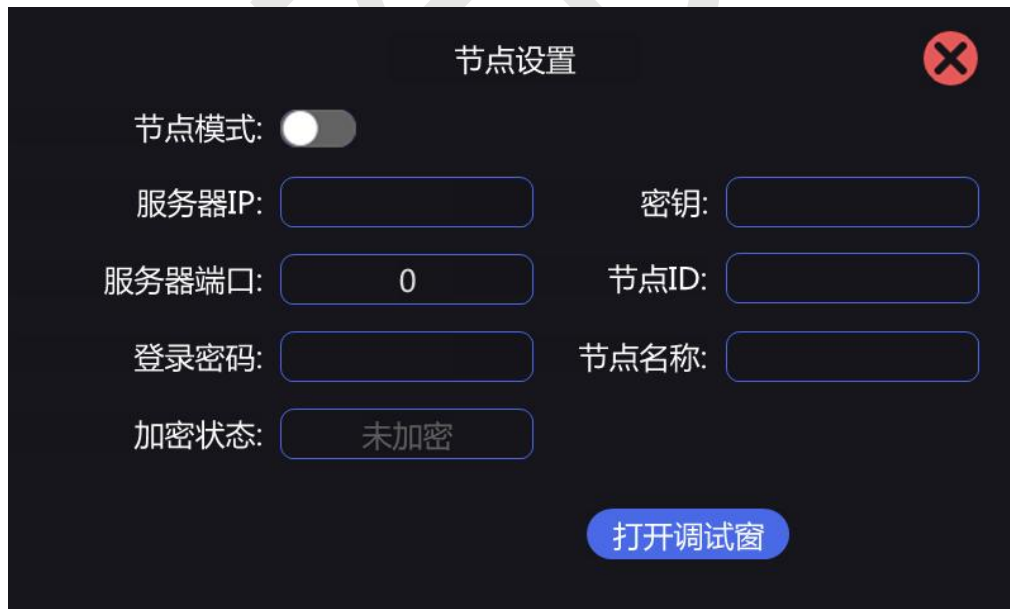 节点设置
节点模式:
服务器IP: 密钥:
服务器端口: 0 节点ID:
登录密码: 节点名称:
加密状态: 未加密
打开调试窗